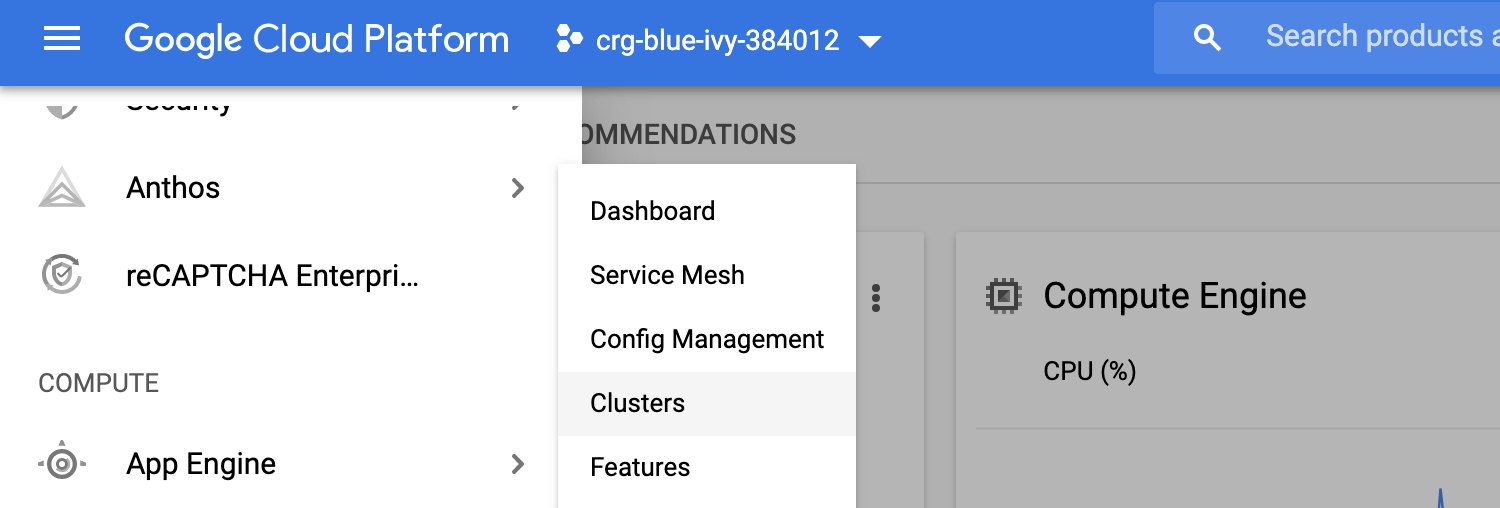 Google Cloud Platform
crg-blue-ivy-384012
Search products a
Security
Anthos
reCAPTCHA Enterpri...
COMPUTE
App Engine
OMMENDATIONS
Dashboard
Service Mesh
Config Management
Clusters
Features
Compute Engine
CPU (%)